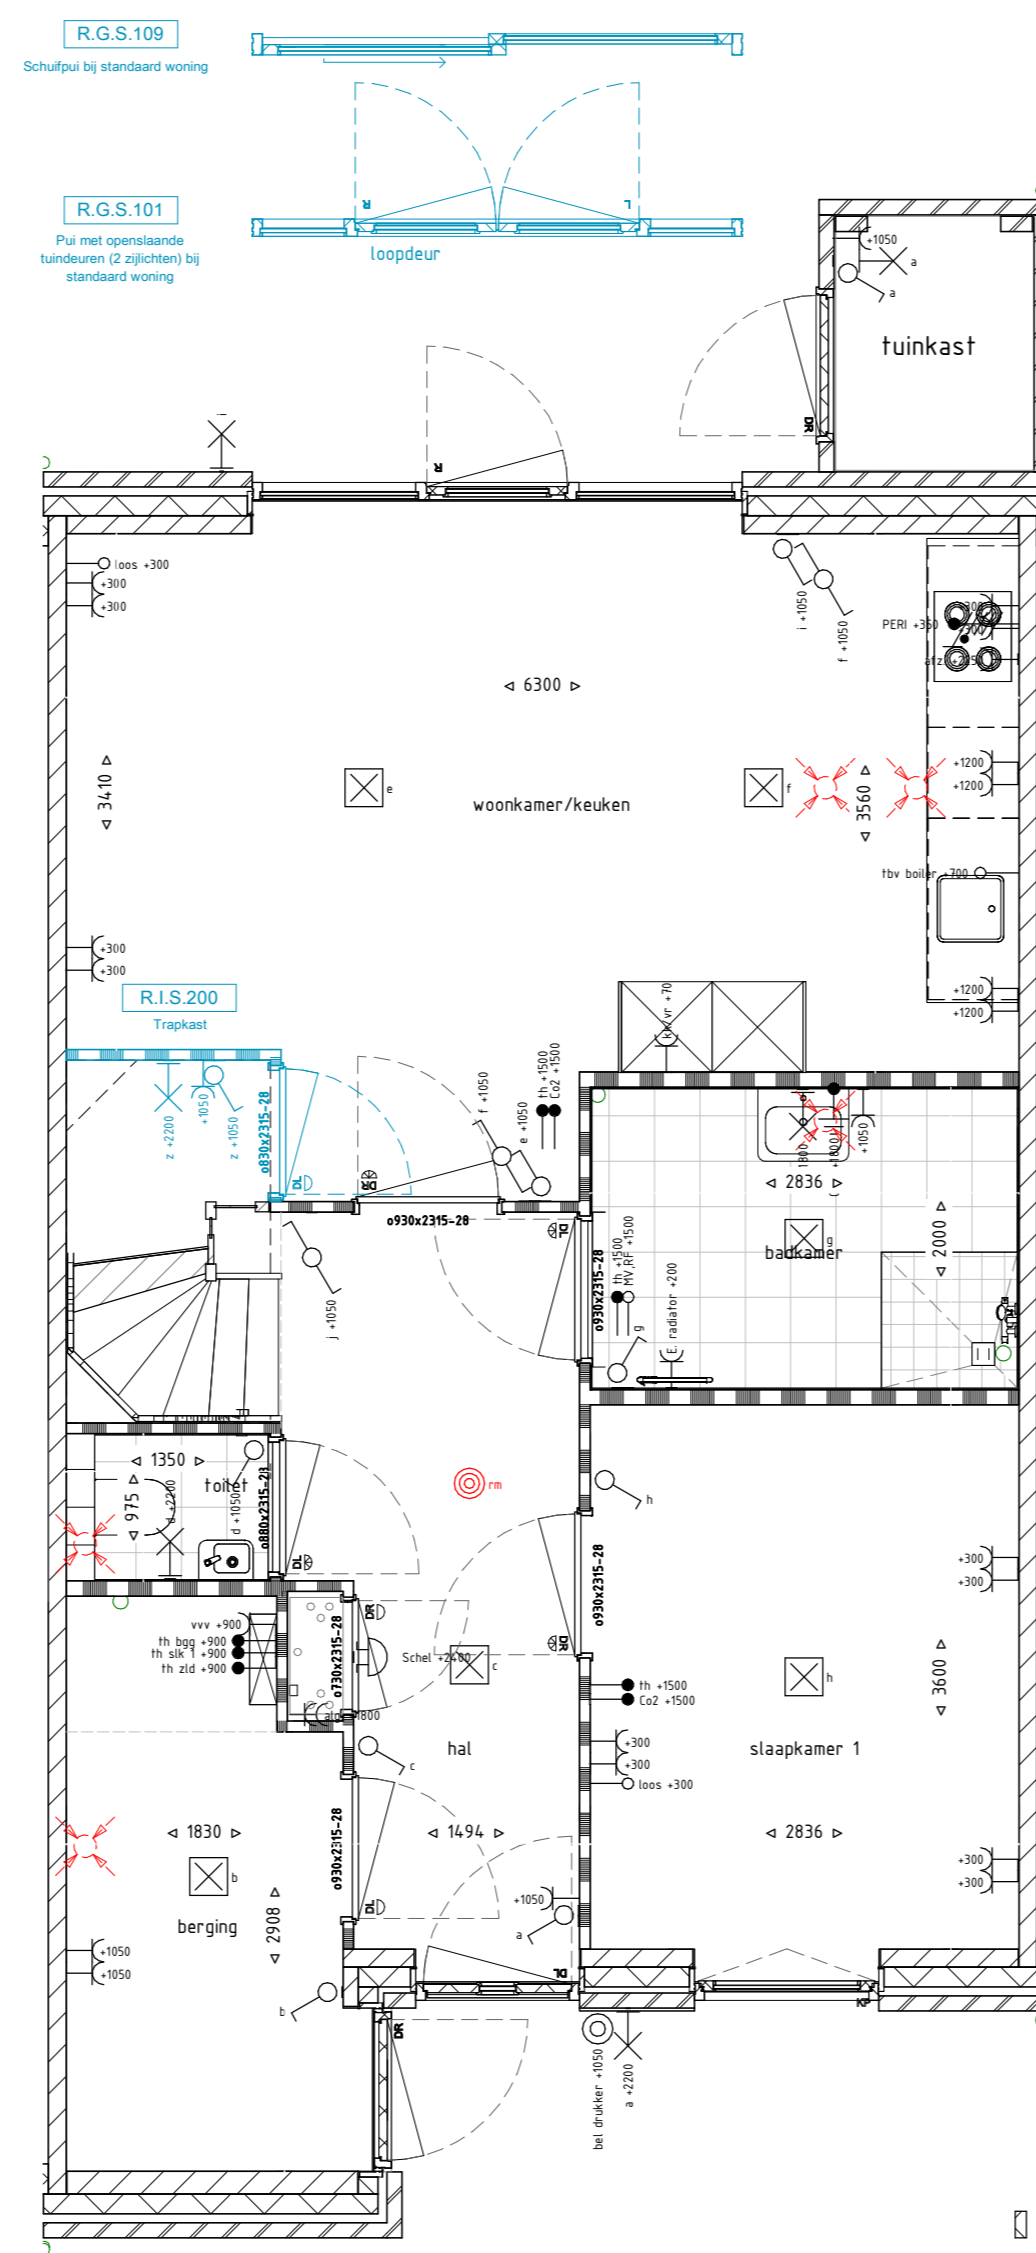 R.G.S.109
Schuifpui bij standaard woning
R.G.S.101
Pui met openslaande
tuindeuren (2 zijlichten) bij
standaard woning
R
L
loopdeur
+1050
a
a
tuinkast
DR
R
loos +300
+300
+300
i +1050
f +1050
+300
PERI +350
+300
6300
3410
e
woonkamer/keuken
f
3560
+1200
+1200
tbv boiler +700
+300
+300
+1200
+1200
R.I.S.200
Trapkast
z +2200
+1050
z +1050
o830x2315-28
DL
DR
f +1050
e +1050
th +1500
Co2 +1500
+1050
2836
2000
badkamer
g
o930x2315-28
DL
o930x2315-28
th +1500
MV,RF +1500
g
E. radiator +200
j +1050
1350
toilet
975
d +2200
d +1050
o880x2315-28
DL
rm
h
o930x2315-28
DR
+300
+300
vvv +900
th bgg +900
th slk 1 +900
th zld +900
o730x2315-28
DR
Schel +2400
c
h
3600
th +1500
Co2 +1500
+300
+300
loos +300
hal
c
slaapkamer 1
1830
1494
2836
o930x2315-28
DL
b
berging
2908
+1050
a
+300
+300
+1050
+1050
b
DL
KP
DR
bel drukker +1050
a +2200